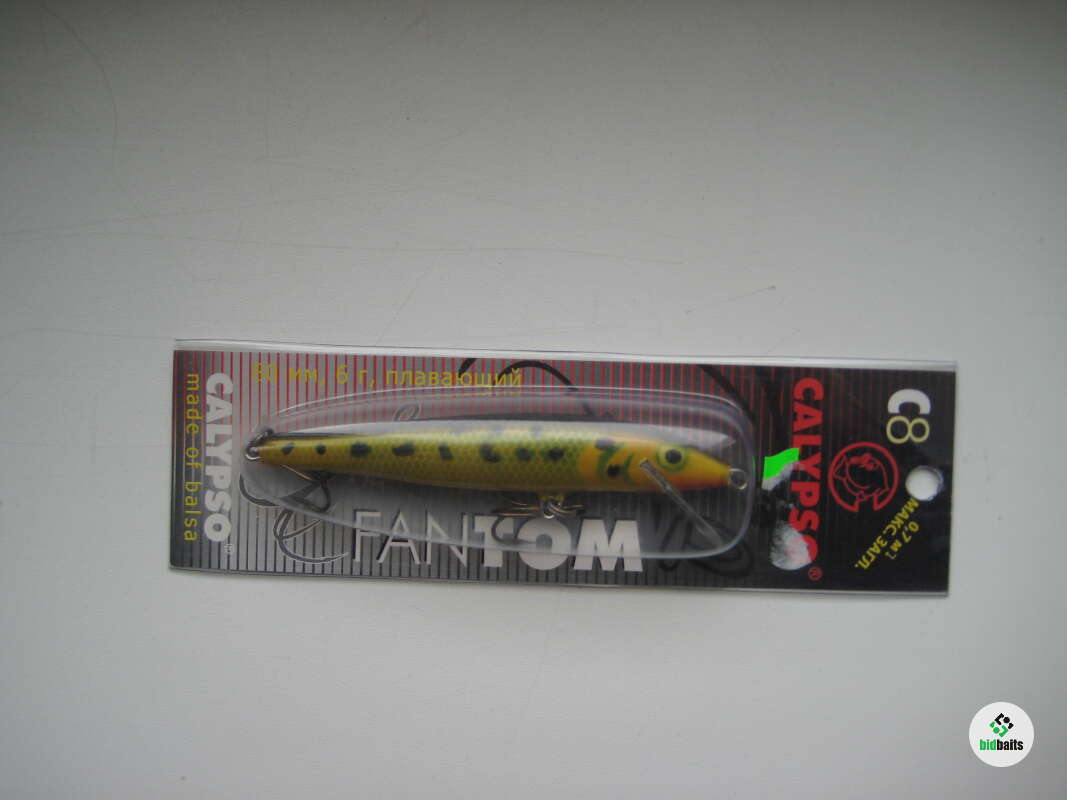 80 мм, 6 г, плавающий
CALYPSO®
made of balsa
FANTOM
CALYPSO®
C8
0,7 м
МАКС. ЗАГЛ.
bidbaits